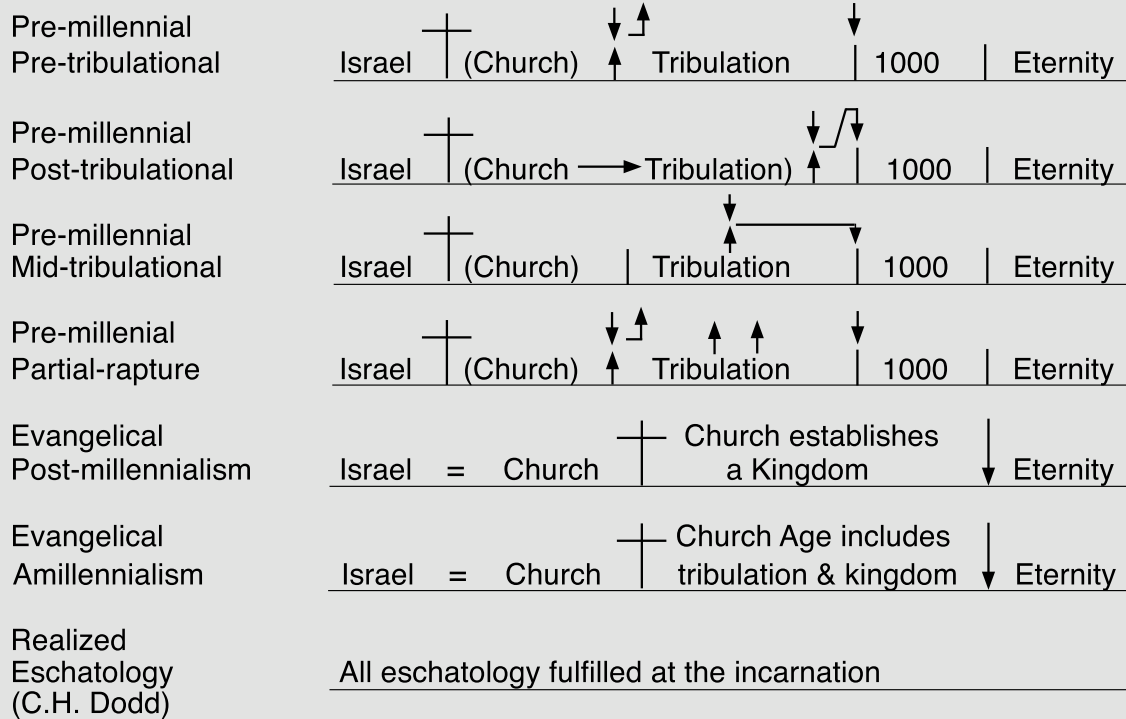 Pre-millennial
Pre-tribulational Israel (Church) Tribulation 1000 Eternity
Pre-millennial
Post-tribulational Israel (Church Tribulation) 1000 Eternity
Pre-millennial
Mid-tribulational Israel (Church) Tribulation 1000 Eternity
Pre-millenial
Partial-rapture Israel (Church) Tribulation 1000 Eternity
Evangelical Church establishes
Post-millennialism Israel = Church a Kingdom Eternity
Evangelical Church Age includes
Amillennialism Israel = Church tribulation & kingdom Eternity
Realized
Eschatology All eschatology fulfilled at the incarnation
(C.H. Dodd)